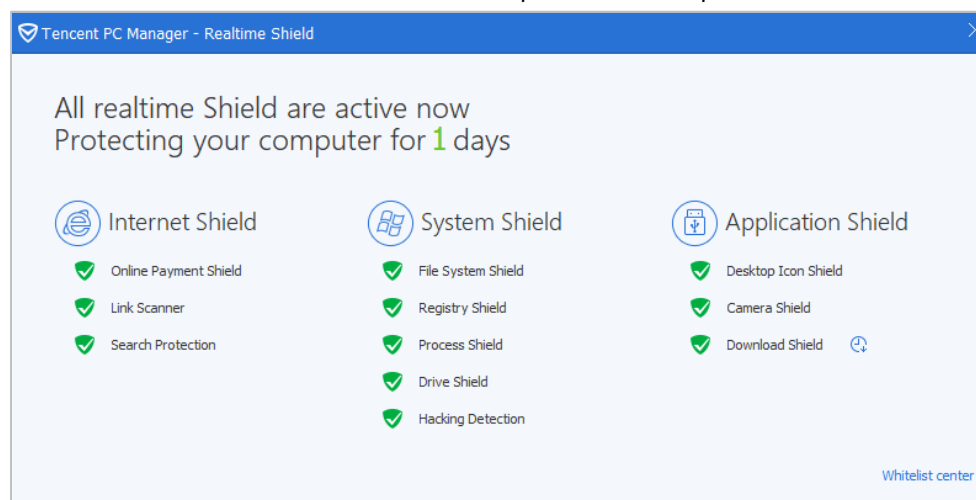 Tencent PC Manager - Realtime Shield
All realtime Shield are active now
Protecting your computer for 1 days
Internet Shield
Online Payment Shield
Link Scanner
Search Protection
System Shield
File System Shield
Registry Shield
Process Shield
Drive Shield
Hacking Detection
Application Shield
Desktop Icon Shield
Camera Shield
Download Shield
Whitelist center